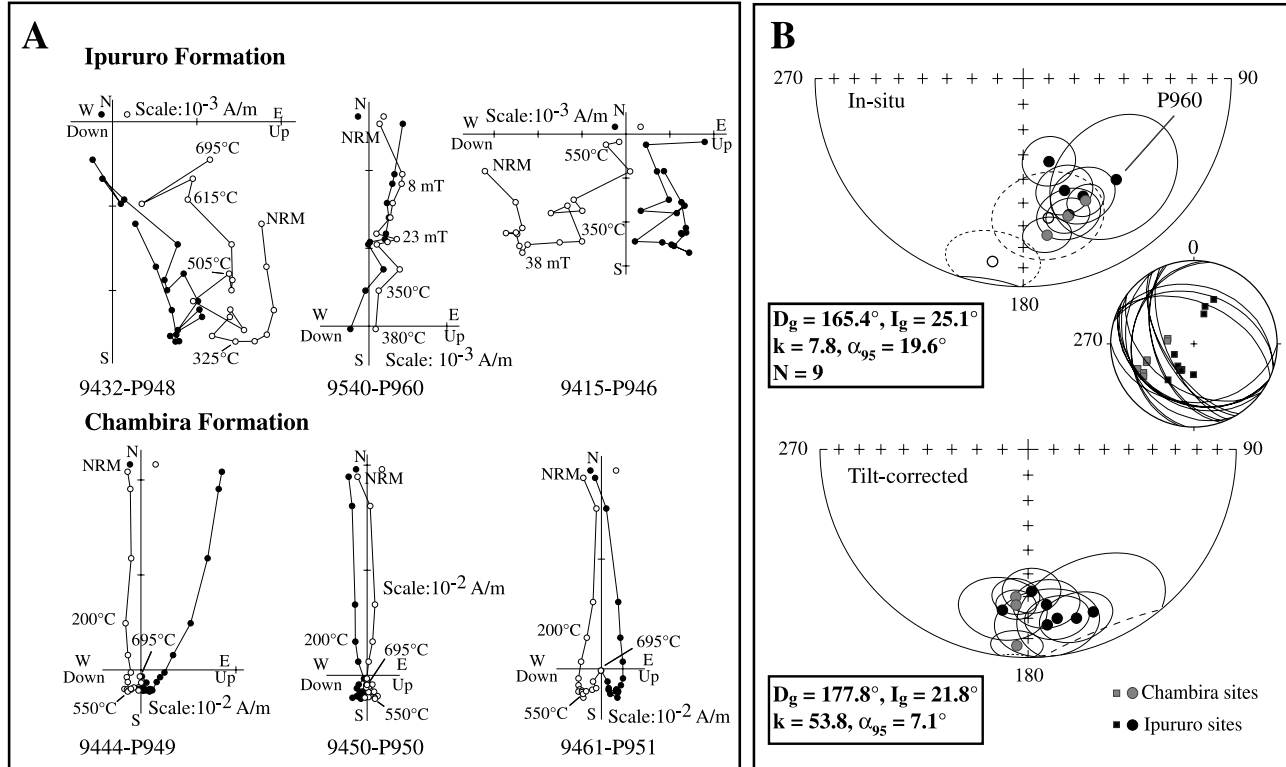 A
Ipururo Formation
N
W
Scale:10-3 A/m
E
Down
Up
695°C
615°C
NRM
505°C
325°C
S
9432-P948
N
NRM
8 mT
23 mT
350°C
W
E
Down
380°C
Up
S
Scale: 10-3 A/m
9540-P960
Scale:10-3 A/m
N
W
E
Down
550°C
Up
NRM
350°C
38 mT
S
9415-P946
Chambira Formation
N
NRM
200°C
695°C
W
E
Down
Up
550°C
Scale:10-2 A/m
S
9444-P949
N
NRM
Scale:10-2 A/m
200°C
695°C
W
E
Down
Up
550°C
S
9450-P950
N
NRM
200°C
695°C
W
E
Down
Up
550°C
Scale:10-2 A/m
S
9461-P951
B
270
90
In-situ
P960
180
Dg = 165.4°, Ig = 25.1°
k = 7.8, α95 = 19.6°
N = 9
0
270
270
90
Tilt-corrected
180
Dg = 177.8°, Ig = 21.8°
k = 53.8, α95 = 7.1°
Chambira sites
Ipururo sites